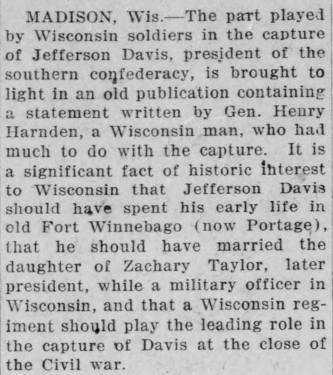 MADISON, Wis.—The part played
by Wisconsin soldiers in the capture
of Jefferson Davis, president of the
southern confederacy, is brought to
light in an old publication containing
a statement written by Gen. Henry
Harnden, a Wisconsin man, who had
much to do with the capture. It is
a significant fact of historic interest
to Wisconsin that Jefferson Davis
should have spent his early life in
old Fort Winnebago (now Portage),
that he should have married the
daughter of Zachary Taylor, later
president, while a military officer in
Wisconsin, and that a Wisconsin reg-
iment should play the leading role in
the capture of Davis at the close of
the Civil war.